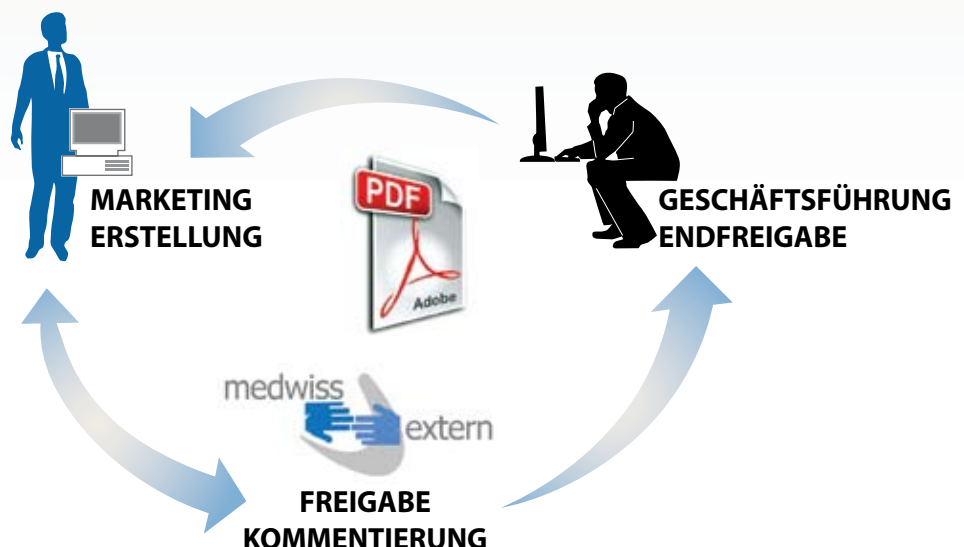 MARKETING
ERSTELLUNG
PDF
Adobe
GESCHÄFTSFÜHRUNG
ENDFREIGABE
medwiss
extern
FREIGABE
KOMMENTIERUNG